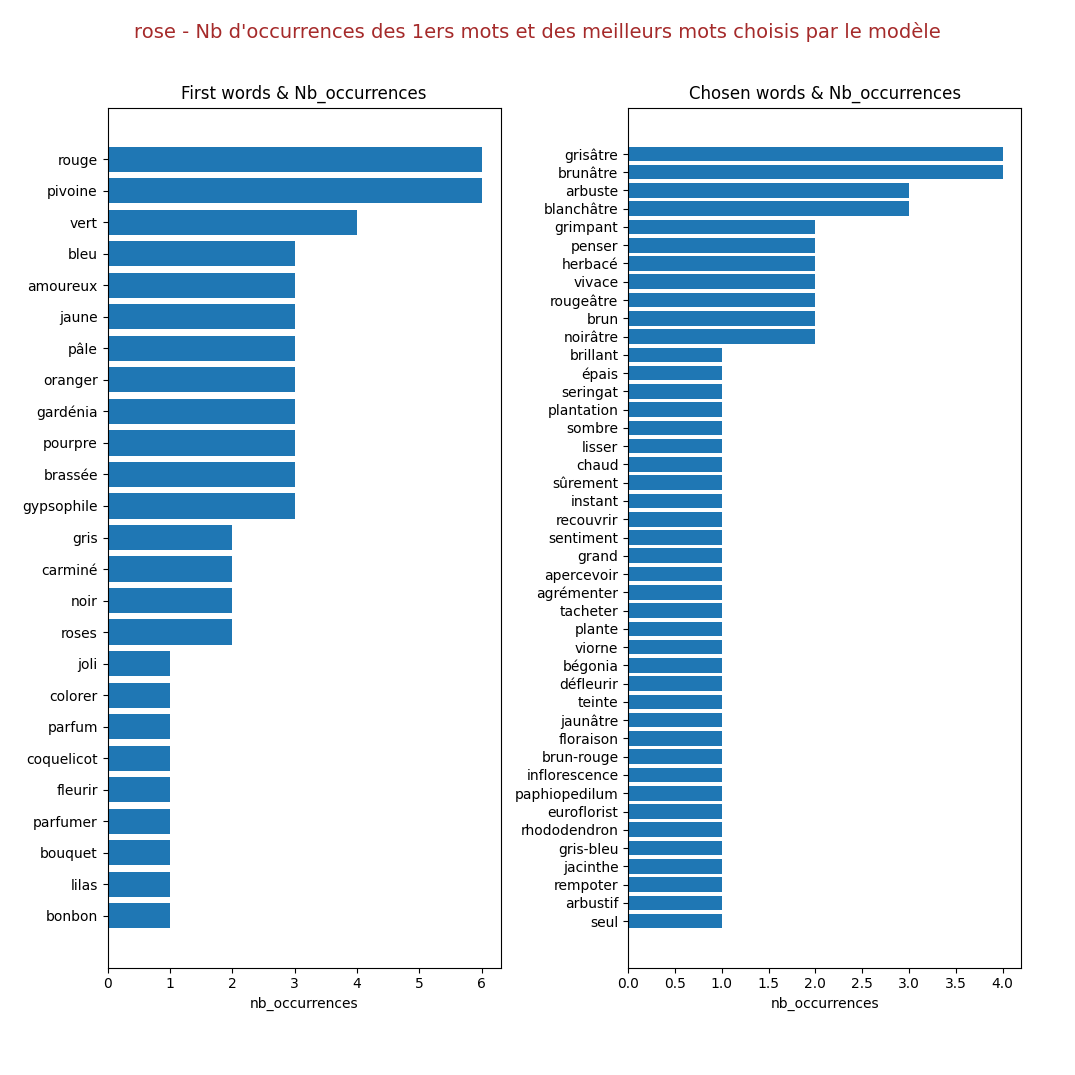 rose - Nb d'occurrences des 1ers mots et des meilleurs mots choisis par le modèle
First words & Nb_occurrences
rouge
pivoine
vert
bleu
amoureux
jaune
pâle
oranger
gardénia
pourpre
brassée
gypsophile
gris
carminé
noir
roses
joli
colorer
parfum
coquelicot
fleurir
parfumer
bouquet
lilas
bonbon
0 1 2 3 4 5 6
nb_occurrences
Chosen words & Nb_occurrences
grisâtre
brunâtre
arbuste
blanchâtre
grimpant
penser
herbacé
vivace
rougeâtre
brun
noirâtre
brillant
épais
seringat
plantation
sombre
lisser
chaud
sûrement
instant
recouvrir
sentiment
grand
apercevoir
agrémenter
tacheter
plante
viorne
bégonia
défleurir
teinte
jaunâtre
floraison
brun-rouge
inflorescence
paphiopedilum
euroflorist
rhododendron
gris-bleu
jacinthe
rempoter
arbustif
seul
0.0 0.5 1.0 1.5 2.0 2.5 3.0 3.5 4.0
nb_occurrences